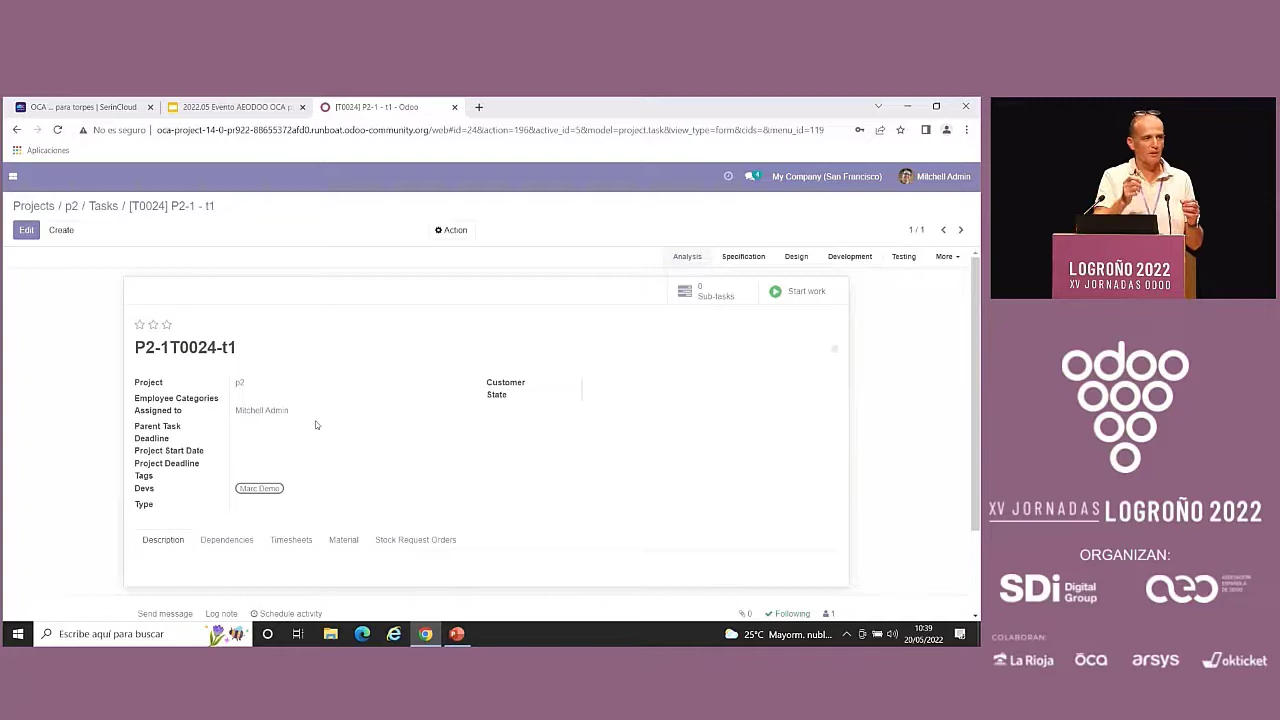 OCA ... para torpes | SerinCloud
2022.05 Evento AEODOO OCA p
[T0024] P2-1 - t1 - Odoo
No es seguro | oca-project-14-0-pr922-88655372afd0.runboat.odoo-community.org/web#id=24&action=196&active_id=5&model=project.task&view_type=form&cids=&menu_id=119
Aplicaciones
4 My Company (San Francisco) Mitchell Admin
Projects / p2 / Tasks / [T0024] P2-1 - t1
Edit Create Action 1 / 1
Analysis Specification Design Development Testing More
0
Sub-tasks
Start work
P2-1T0024-t1
Project p2
Employee Categories
Assigned to Mitchell Admin
Parent Task
Deadline
Project Start Date
Project Deadline
Tags
Devs Marc Demo
Type
Customer
State
Description Dependencies Timesheets Material Stock Request Orders
Send message Log note Schedule activity 0 Following 1
Escribe aquí para buscar
25°C Mayorm. nubl...
10:39
20/05/2022
LOGROÑO 2022
XV JORNADAS ODOO
odoo
XV JORNADAS LOGROÑO 2022
ORGANIZAN:
SDi Digital
Group
aeo ASOCIACIÓN
ESPAÑOLA
DE ODOO
COLABORAN:
La Rioja
ŏca
arsys
okticket